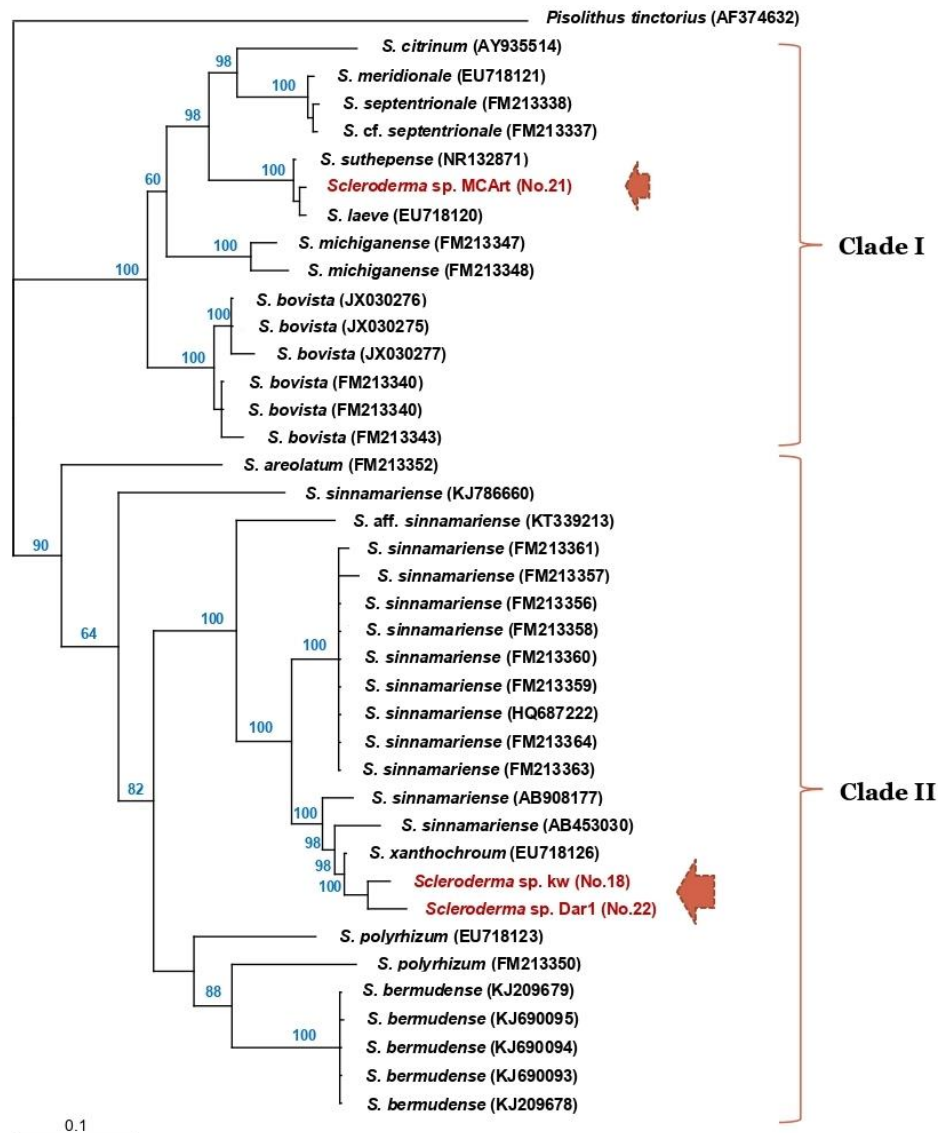 Pisolithus tinctorius (AF374632)
S. citrinum (AY935514)
98
S. meridionale (EU718121)
100
S. septentrionale (FM213338)
98
S. cf. septentrionale (FM213337)
S. suthepense (NR132871)
100
Scleroderma sp. MCArt (No.21)
60
S. laeve (EU718120)
S. michiganense (FM213347)
100
Clade I
100
S. michiganense (FM213348)
S. bovista (JX030276)
100
S. bovista (JX030275)
S. bovista (JX030277)
100
S. bovista (FM213340)
S. bovista (FM213340)
S. bovista (FM213343)
S. areolatum (FM213352)
S. sinnamariense (KJ786660)
S. aff. sinnamariense (KT339213)
90
S. sinnamariense (FM213361)
S. sinnamariense (FM213357)
S. sinnamariense (FM213356)
100
S. sinnamariense (FM213358)
64
100
S. sinnamariense (FM213360)
S. sinnamariense (FM213359)
S. sinnamariense (HQ687222)
100
S. sinnamariense (FM213364)
S. sinnamariense (FM213363)
82
Clade II
S. sinnamariense (AB908177)
100
S. sinnamariense (AB453030)
98
S. xanthochroum (EU718126)
98
Scleroderma sp. kw (No.18)
100
Scleroderma sp. Dar1 (No.22)
S. polyrhizum (EU718123)
S. polyrhizum (FM213350)
88
S. bermudense (KJ209679)
S. bermudense (KJ690095)
100
S. bermudense (KJ690094)
S. bermudense (KJ690093)
S. bermudense (KJ209678)
0.1